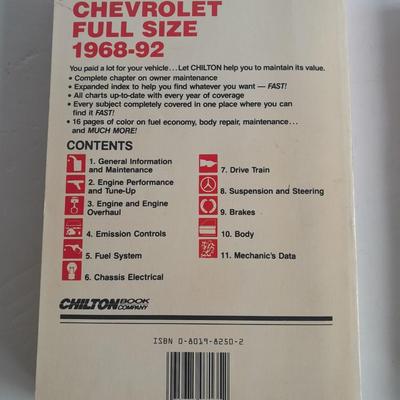 CHEVROLET
FULL SIZE
1968-92
You paid a lot for your vehicle...Let CHILTON help you to maintain its value.
• Complete chapter on owner maintenance
• Expanded index to help you find whatever you want — FAST!
• All charts up-to-date with every year of coverage
• Every subject completely covered in one place where you can
find it FAST!
• 16 pages of color on fuel economy, body repair, maintenance...
and MUCH MORE!
CONTENTS
1. General Information
and Maintenance
2. Engine Performance
and Tune-Up
3. Engine and Engine
Overhaul
4. Emission Controls
5. Fuel System
6. Chassis Electrical
7. Drive Train
8. Suspension and Steering
9. Brakes
10. Body
11. Mechanic's Data
CHILTON BOOK
COMPANY
ISBN 0-8019-8250-2